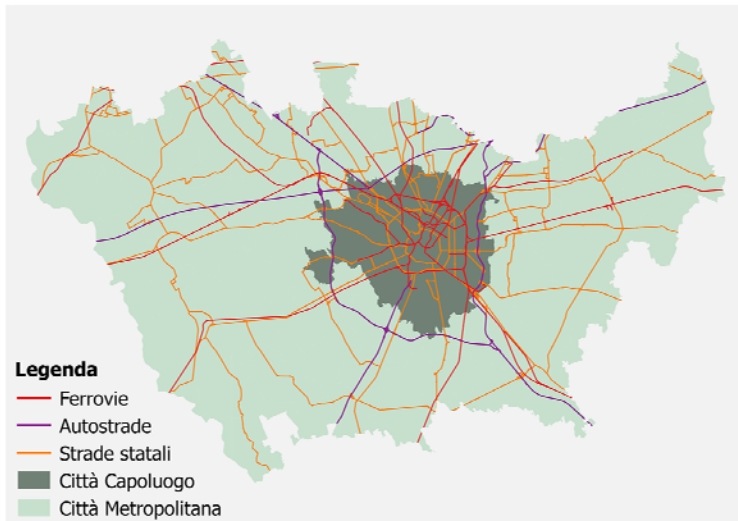 Legenda
Ferrovie
Autostrade
Strade statali
Città Capoluogo
Città Metropolitana